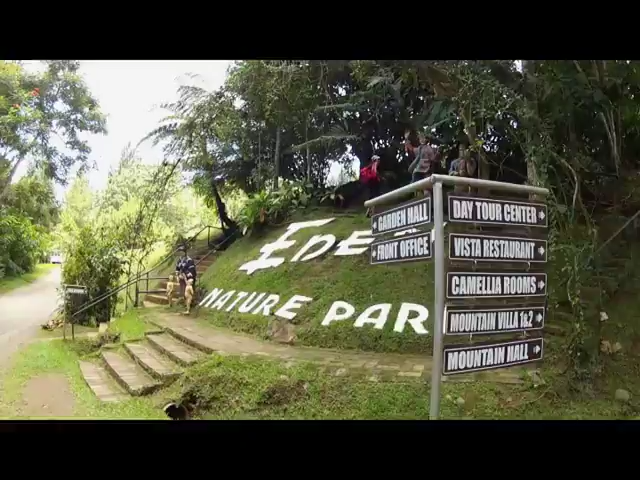 EDEN
NATURE PAR
GARDEN HALL
FRONT OFFICE
DAY TOUR CENTER
VISTA RESTAURANT
CAMELLIA ROOMS
MOUNTAIN VILLA 1&2
MOUNTAIN HALL